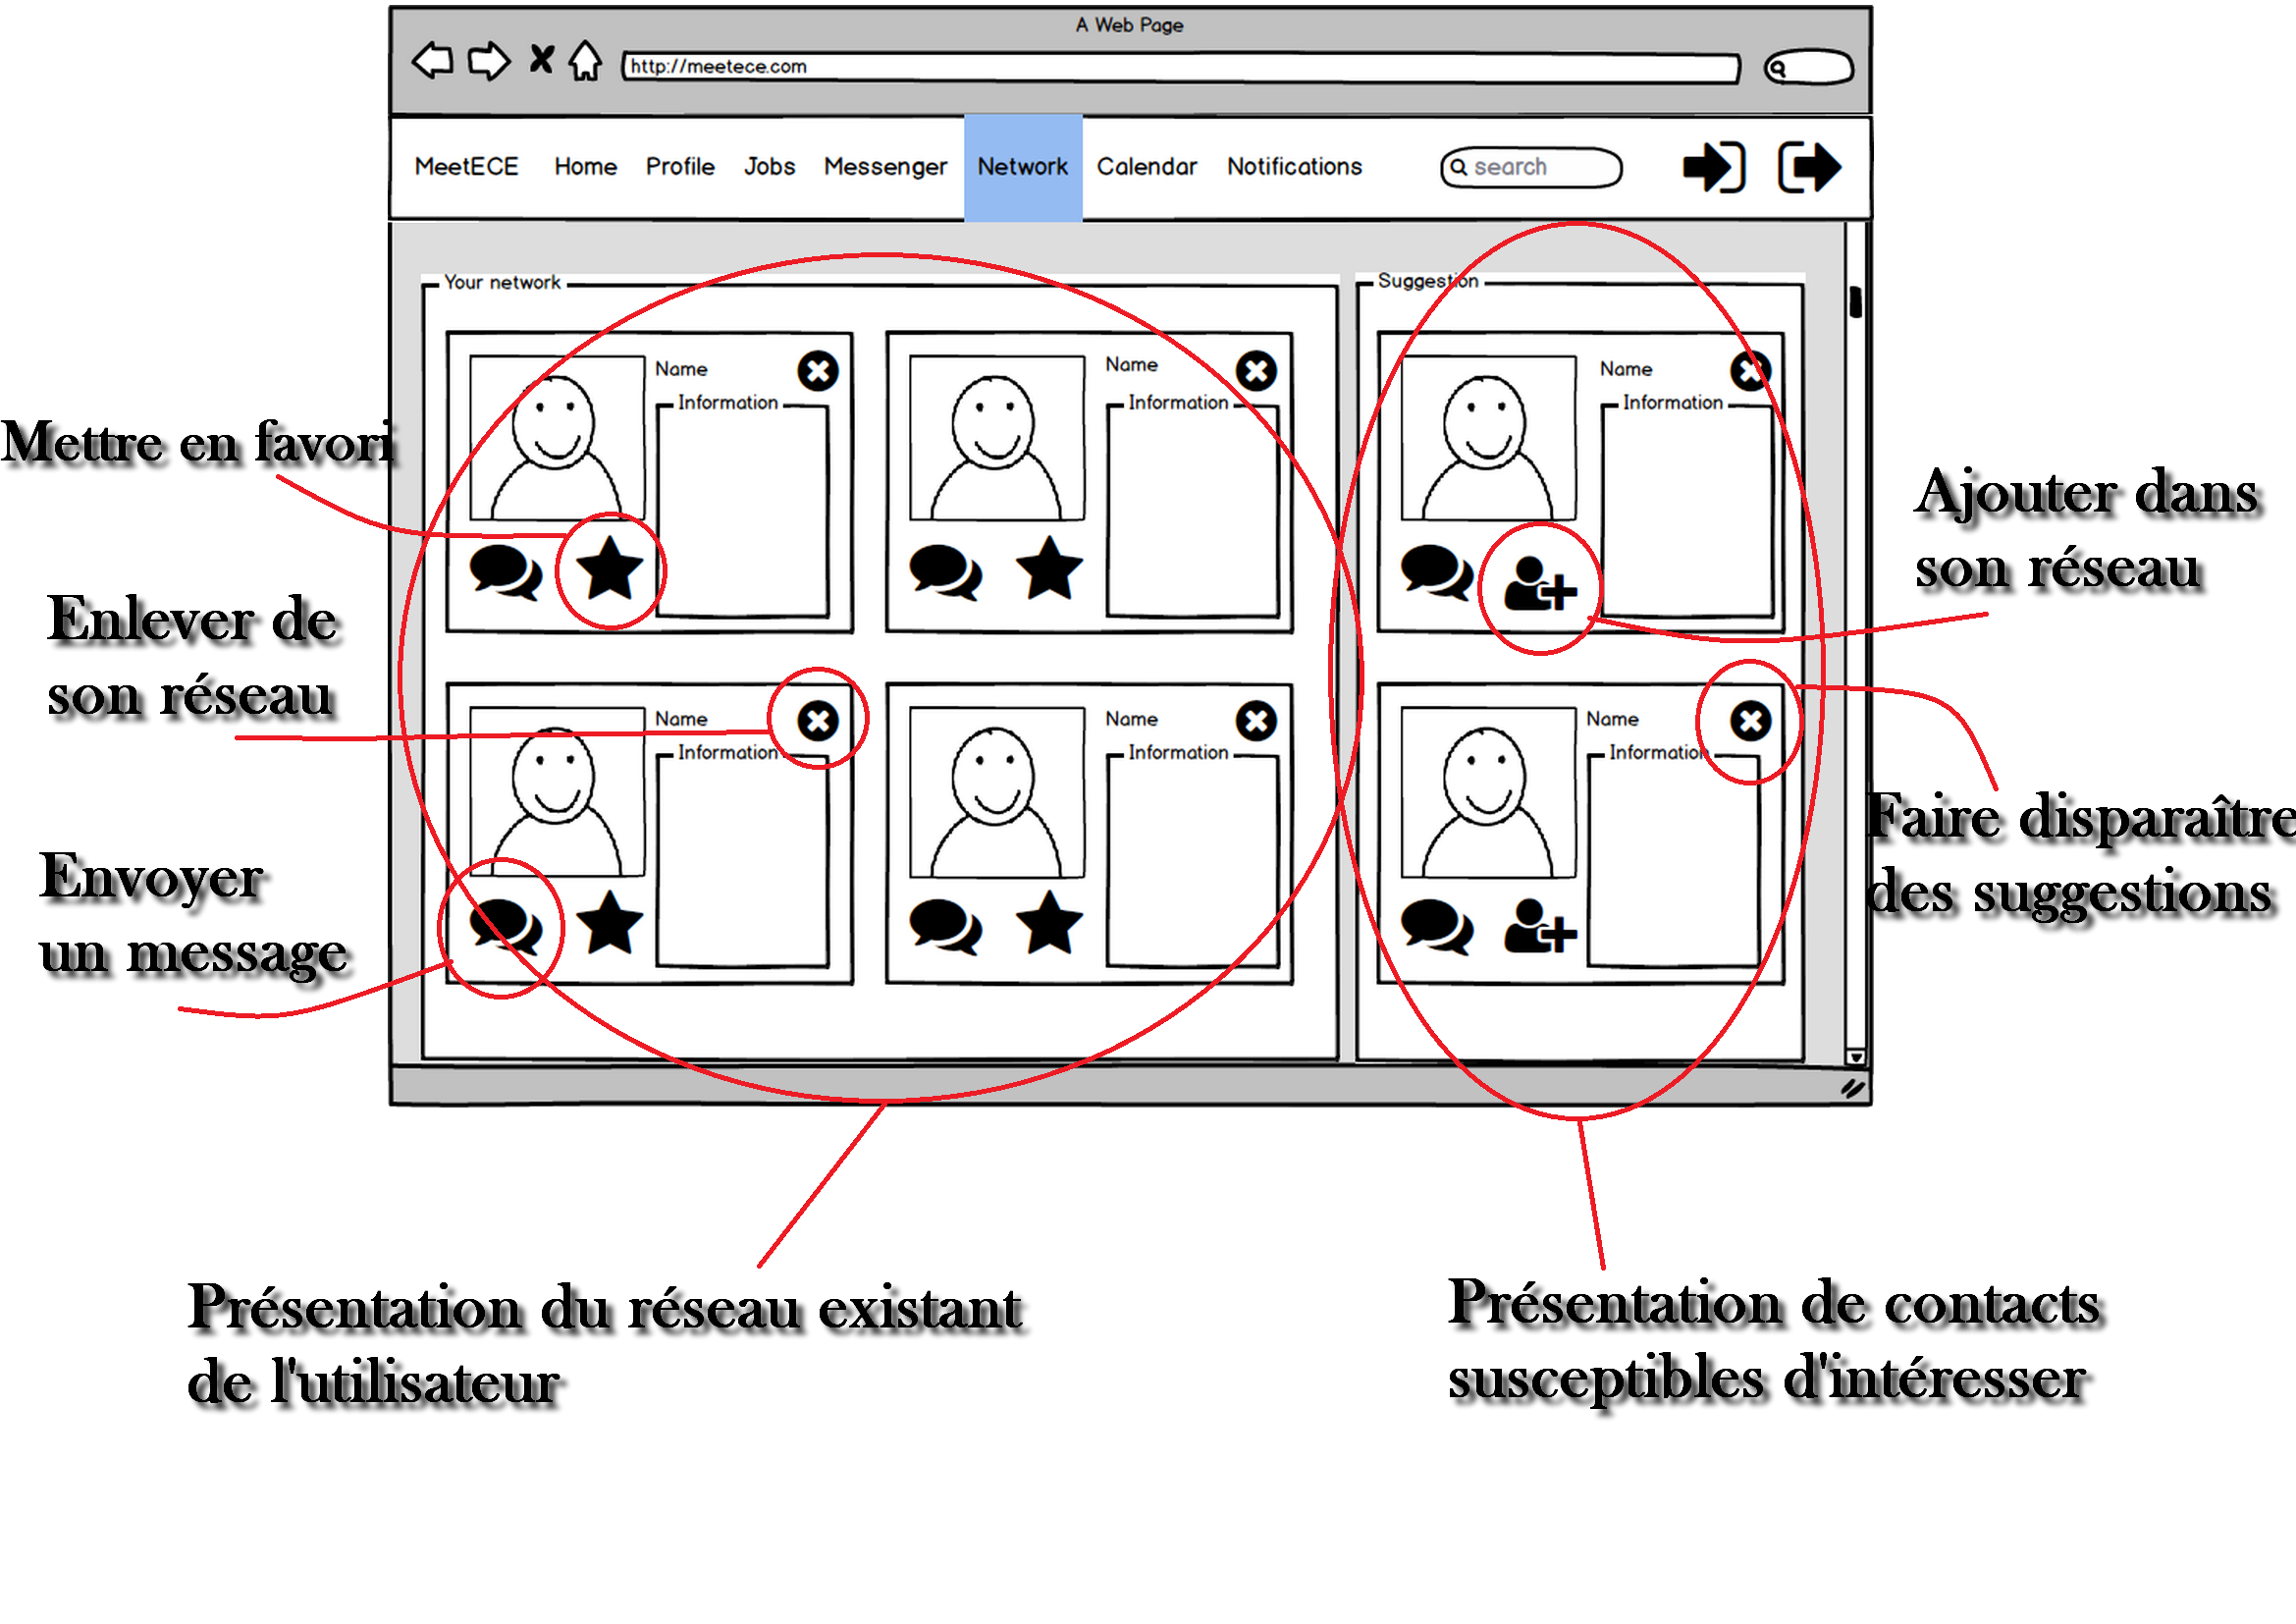 A Web Page
http://meetece.com
MeetECE Home Profile Jobs Messenger Network Calendar Notifications search
Your network
Suggestion
Name
Information
Name
Information
Name
Information
Mettre en favori
Ajouter dans
son réseau
Enlever de
son réseau
Name
Information
Name
Information
Name
Information
Faire disparaître
des suggestions
Envoyer
un message
Présentation du réseau existant
de l'utilisateur
Présentation de contacts
susceptibles d'intéresser